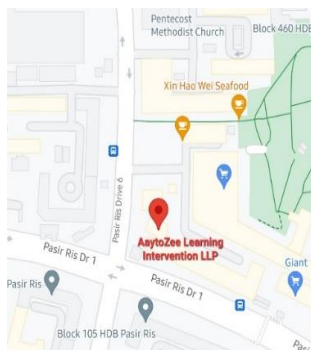 Pentecost
Methodist Church
Block 460 HDB
Xin Hao Wei Seafood
Pasir Ris Drive 6
AaytoZee Learning
Intervention LLP
Pasir Ris Dr 1
Giant
Pasir Ris
Pasir Ris Dr 1
Block 105 HDB Pasir Ris